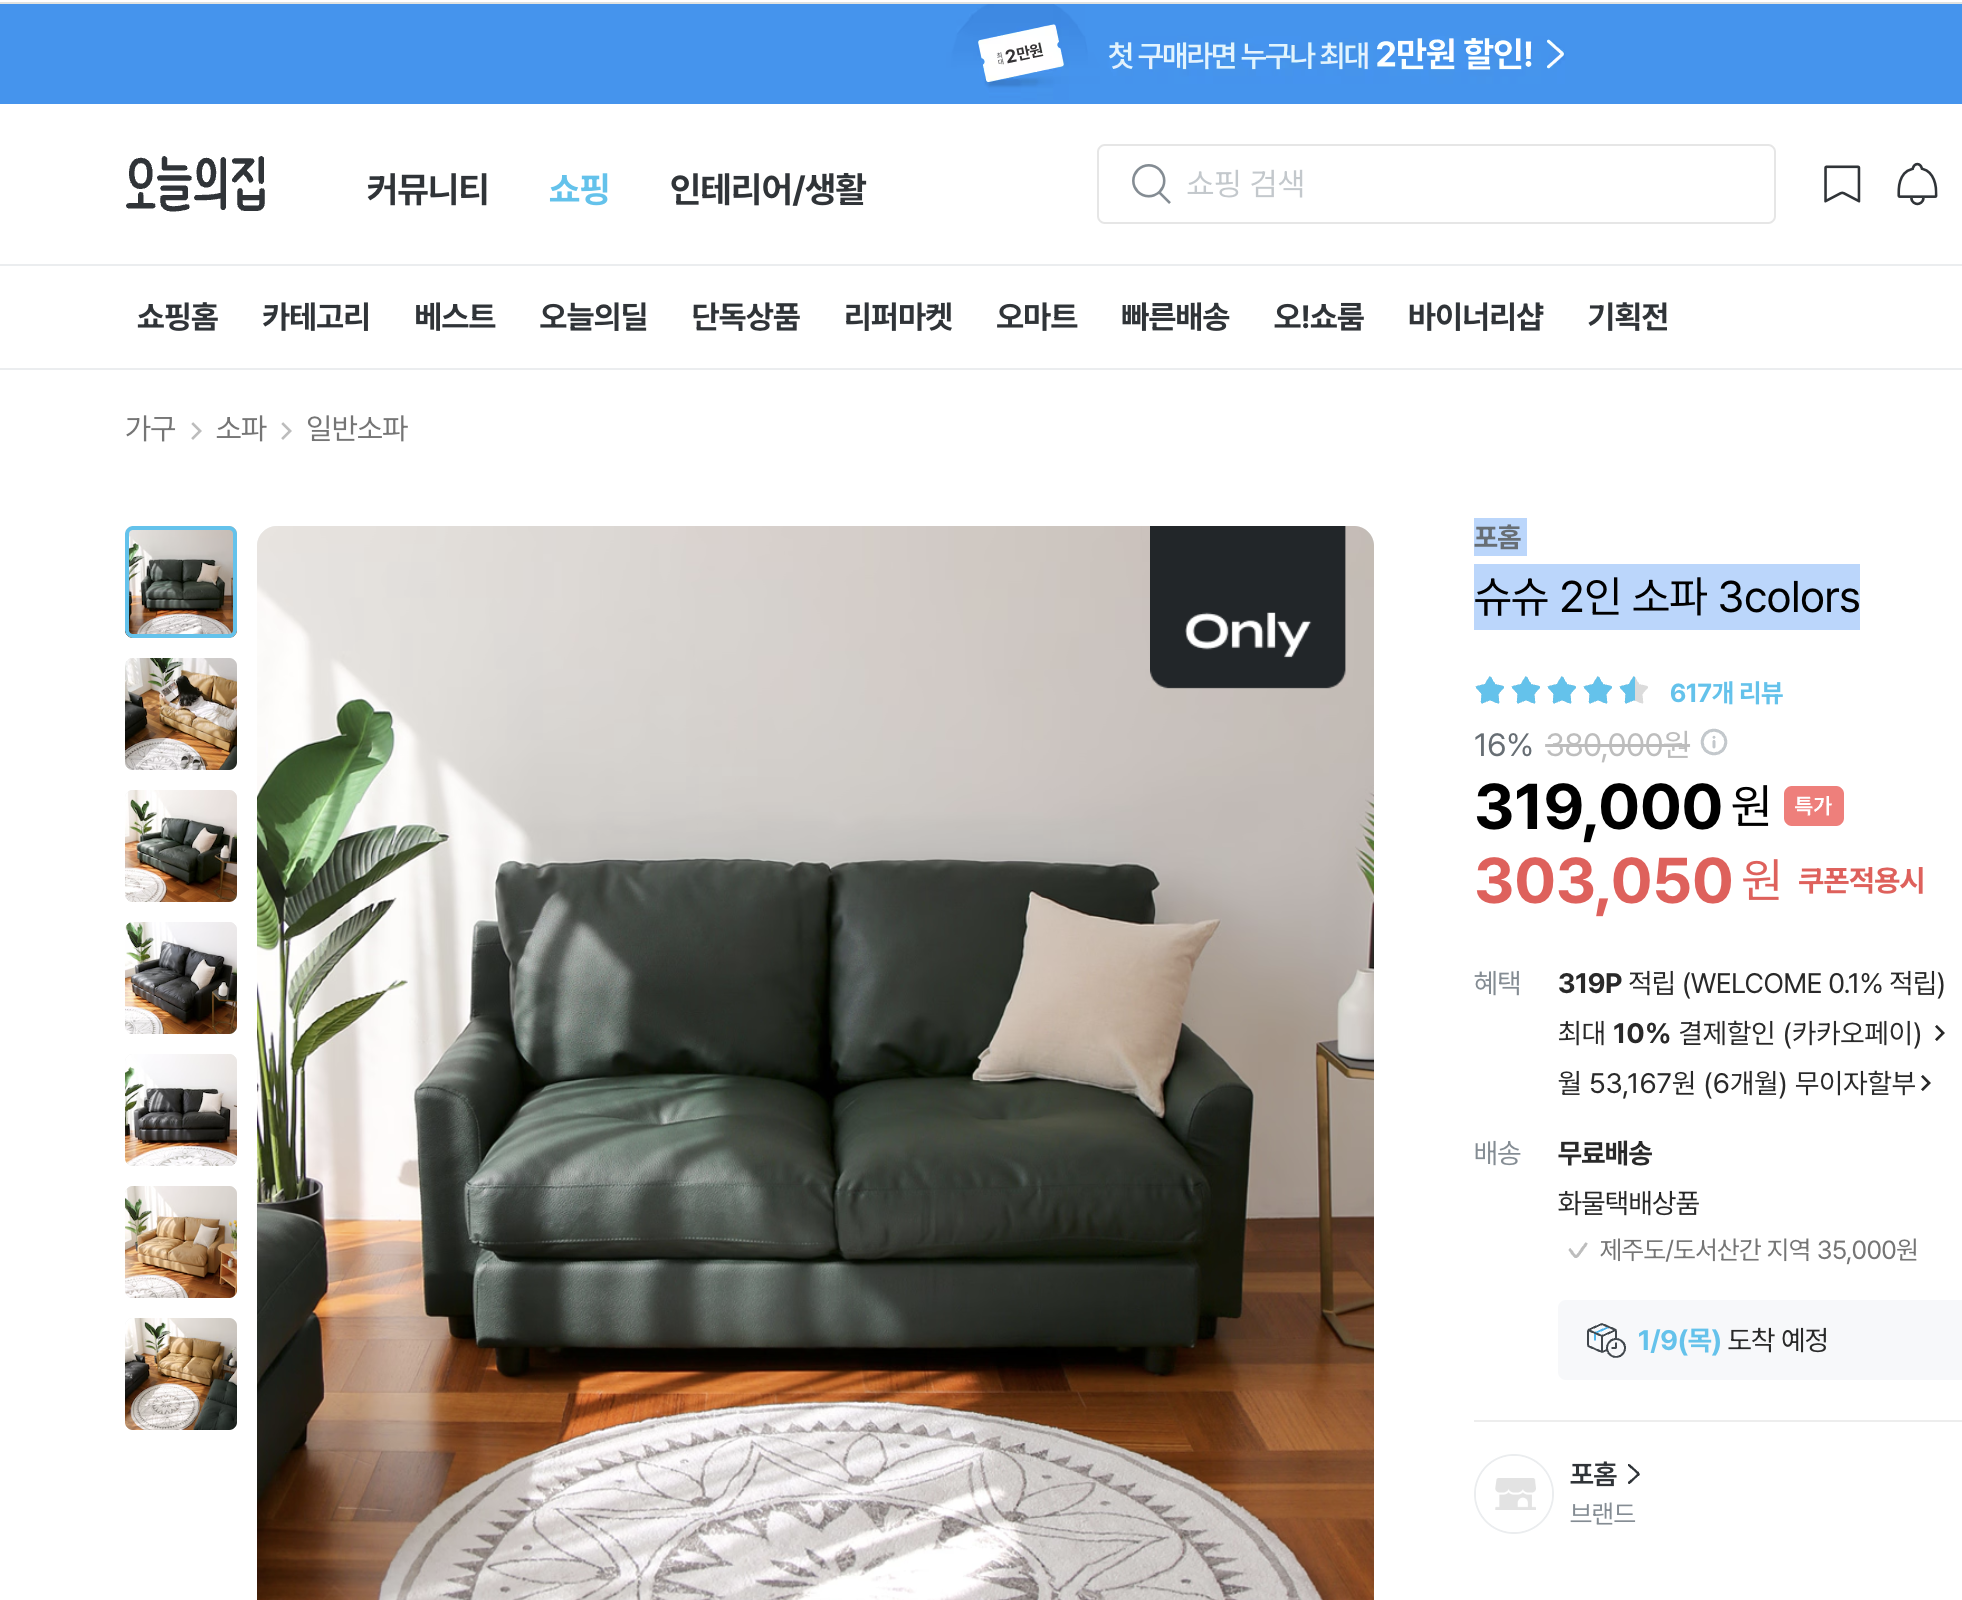 최대 2만원
첫 구매라면 누구나 최대 2만원 할인!
오늘의집
커뮤니티 쇼핑 인테리어/생활
쇼핑 검색
쇼핑홈 카테고리 베스트 오늘의딜 단독상품 리퍼마켓 오마트 빠른배송 오!쇼룸 바이너리샵 기획전
가구 > 소파 > 일반소파
Only
포홈
슈슈 2인 소파 3colors
617개 리뷰
16% 380,000원
319,000 원 특가
303,050 원 쿠폰적용시
혜택 319P 적립 (WELCOME 0.1% 적립)
최대 10% 결제할인 (카카오페이)
월 53,167원 (6개월) 무이자할부
배송 무료배송
화물택배상품
제주도/도서산간 지역 35,000원
1/9(목) 도착 예정
포홈
브랜드